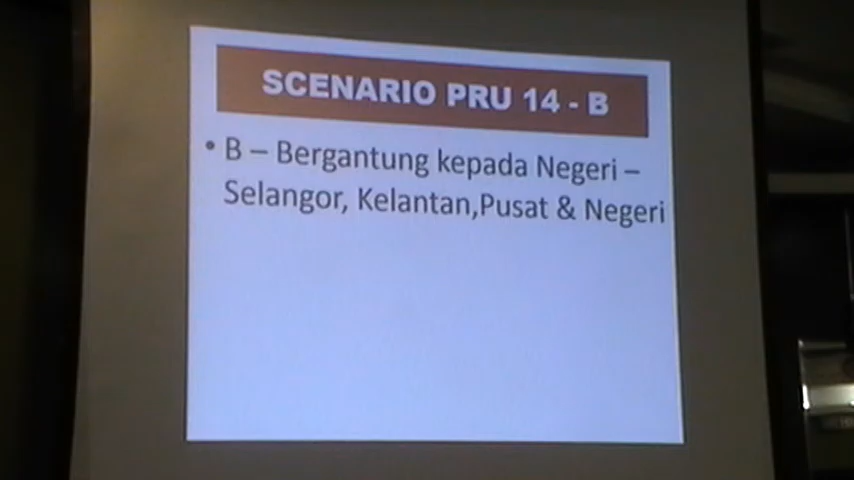 SCENARIO PRU 14 - B
• B – Bergantung kepada Negeri –
Selangor, Kelantan,Pusat & Negeri